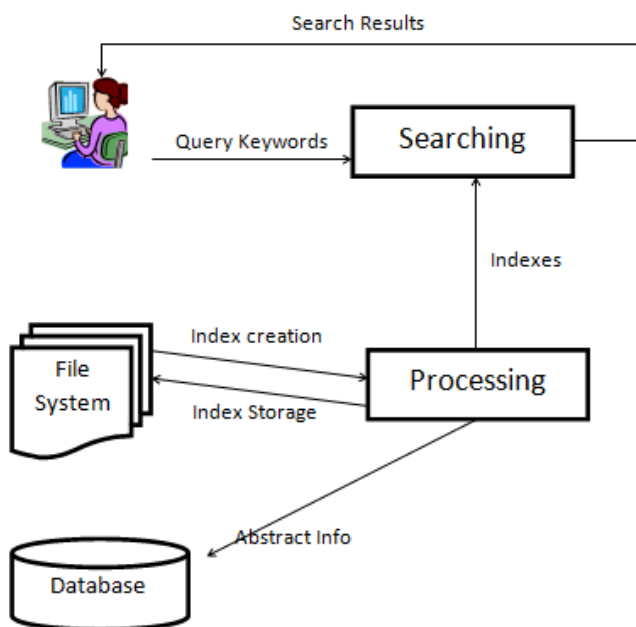 Search Results
Query Keywords
Searching
Indexes
Index creation
File
System
Processing
Index Storage
Abstract Info
Database